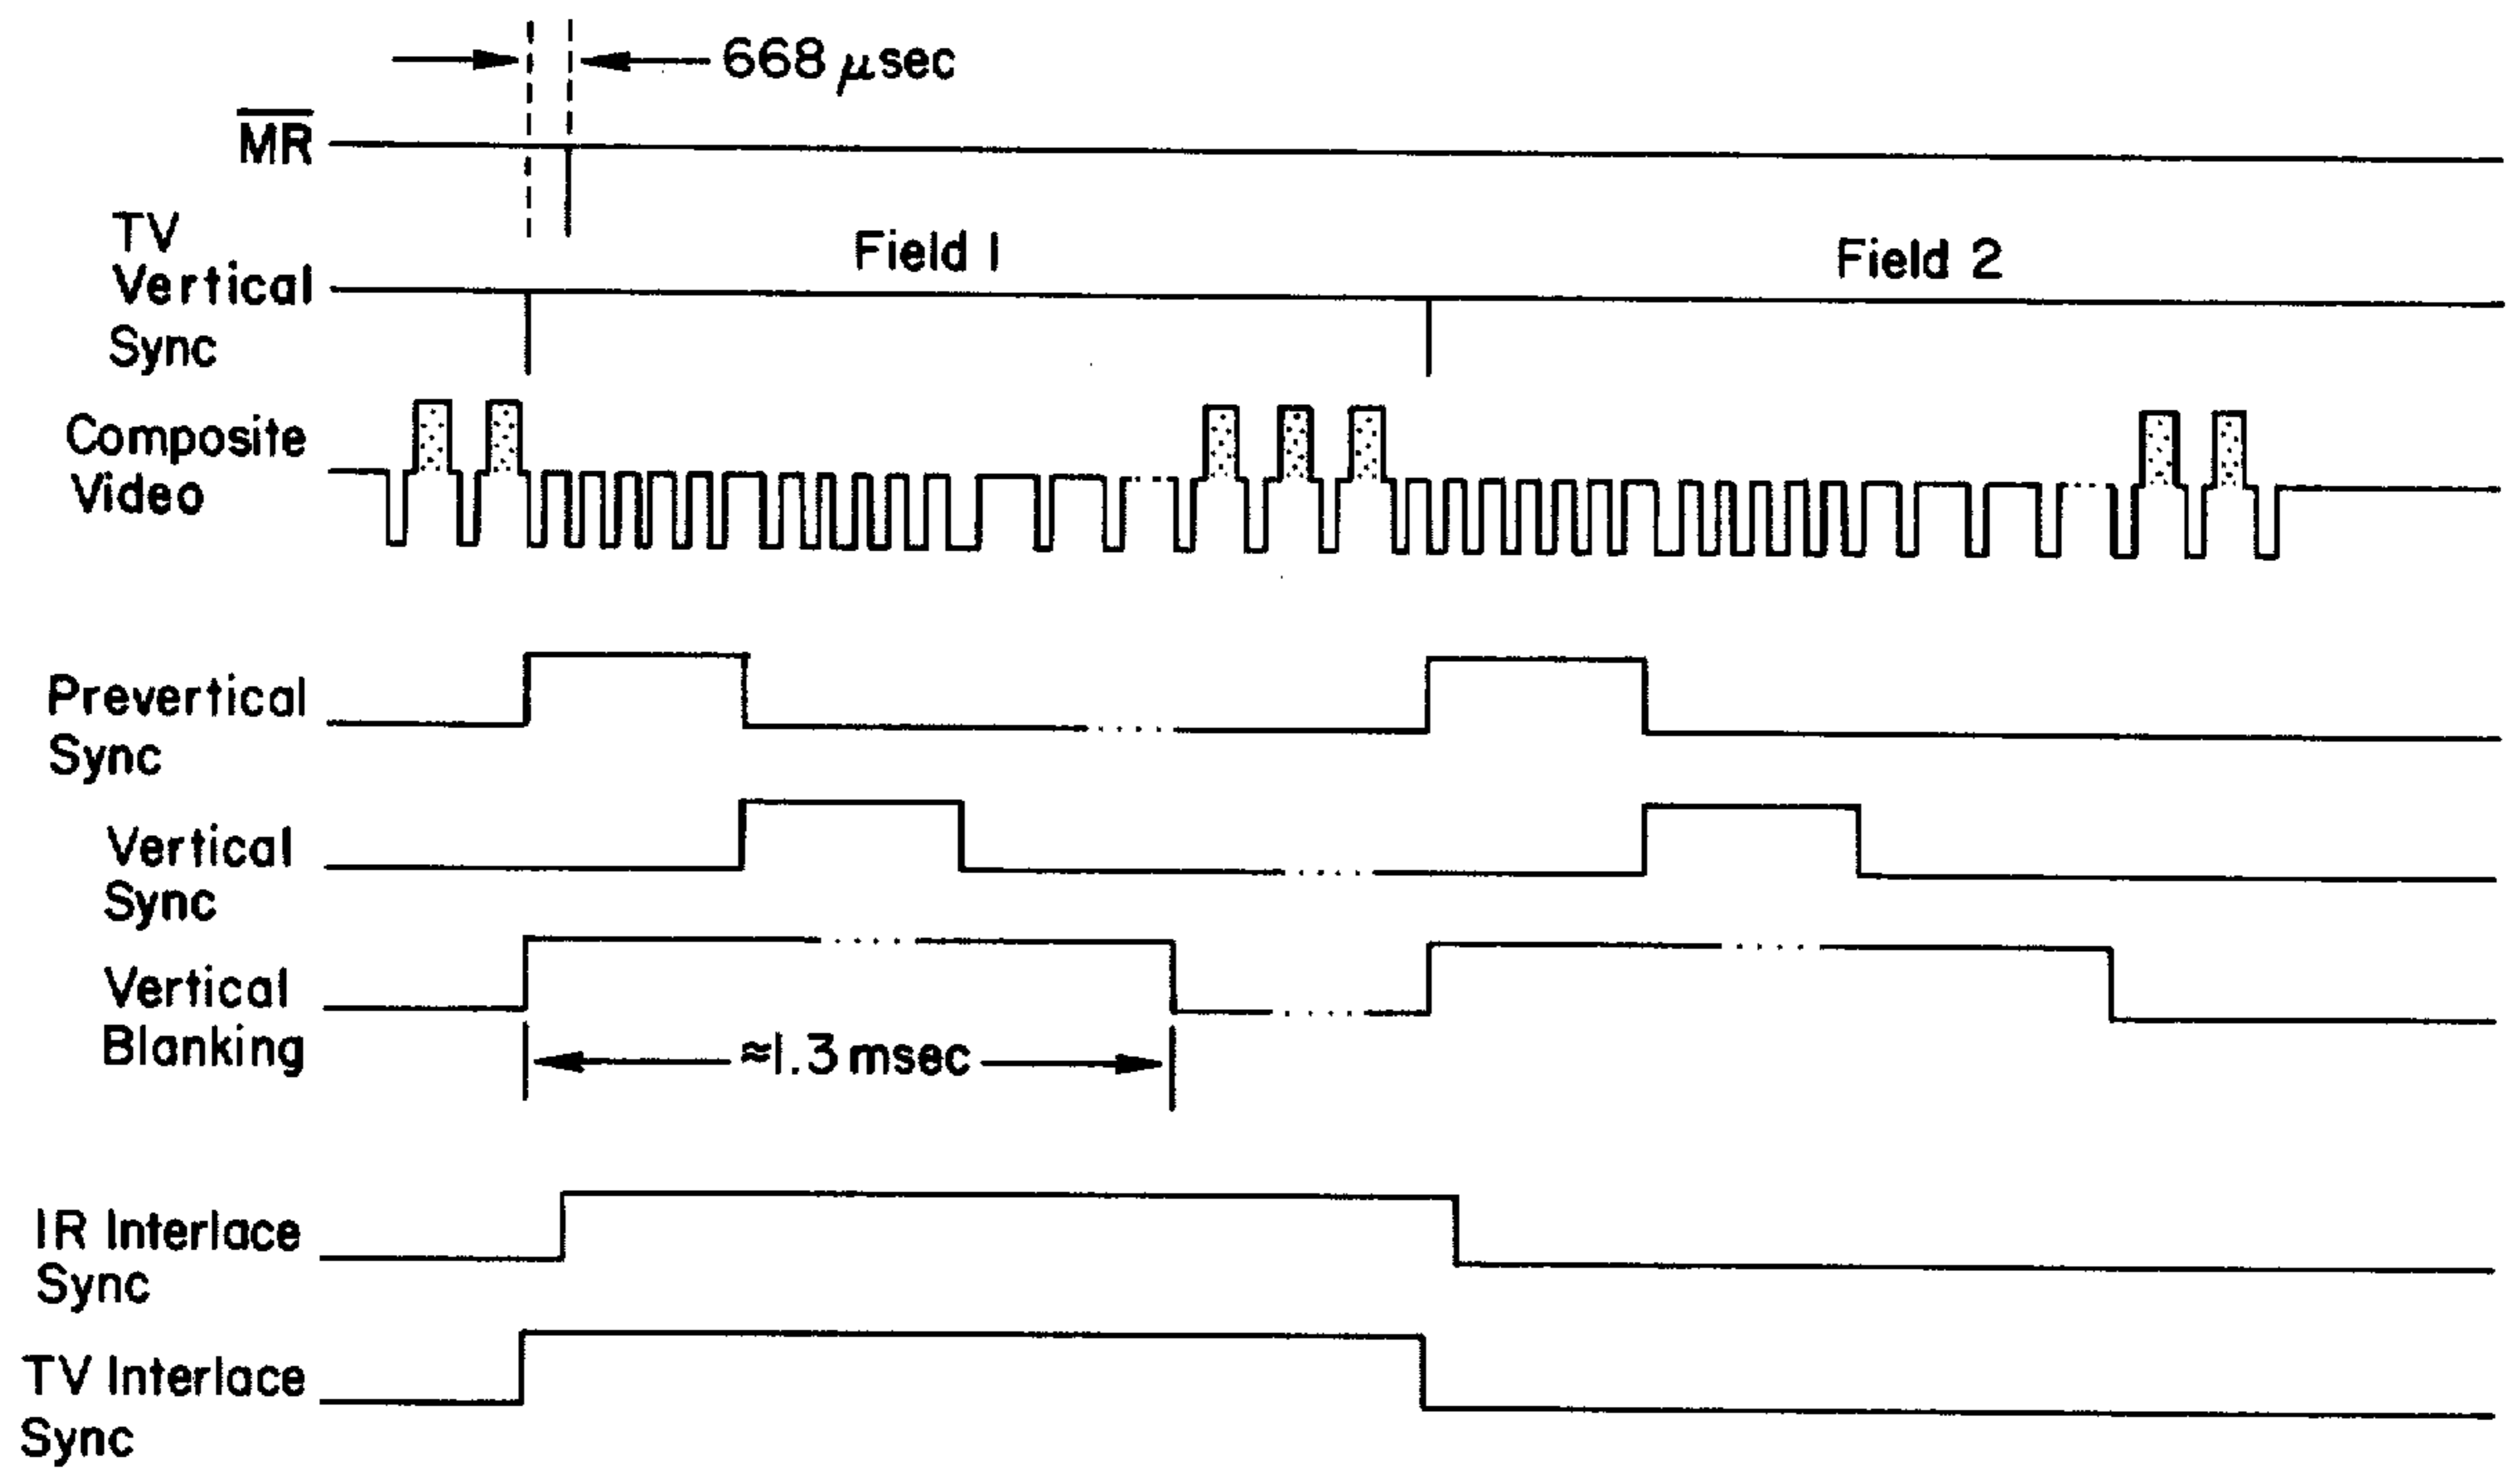 668 μsec
M̅R̅
TV
Vertical
Sync
Field 1
Field 2
Composite
Video
Prevertical
Sync
Vertical
Sync
Vertical
Blanking
≈1.3 msec
IR Interlace
Sync
TV Interlace
Sync